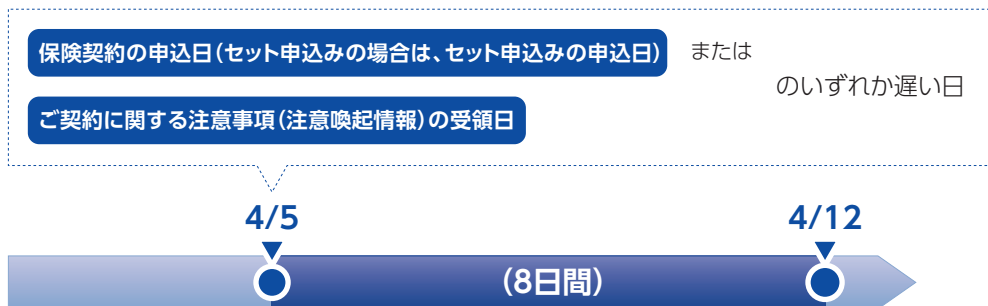 保険契約の申込日（セット申込みの場合は、セット申込みの申込日）　または
のいずれか遅い日
ご契約に関する注意事項（注意喚起情報）の受領日
4/5
4/12
（8日間）